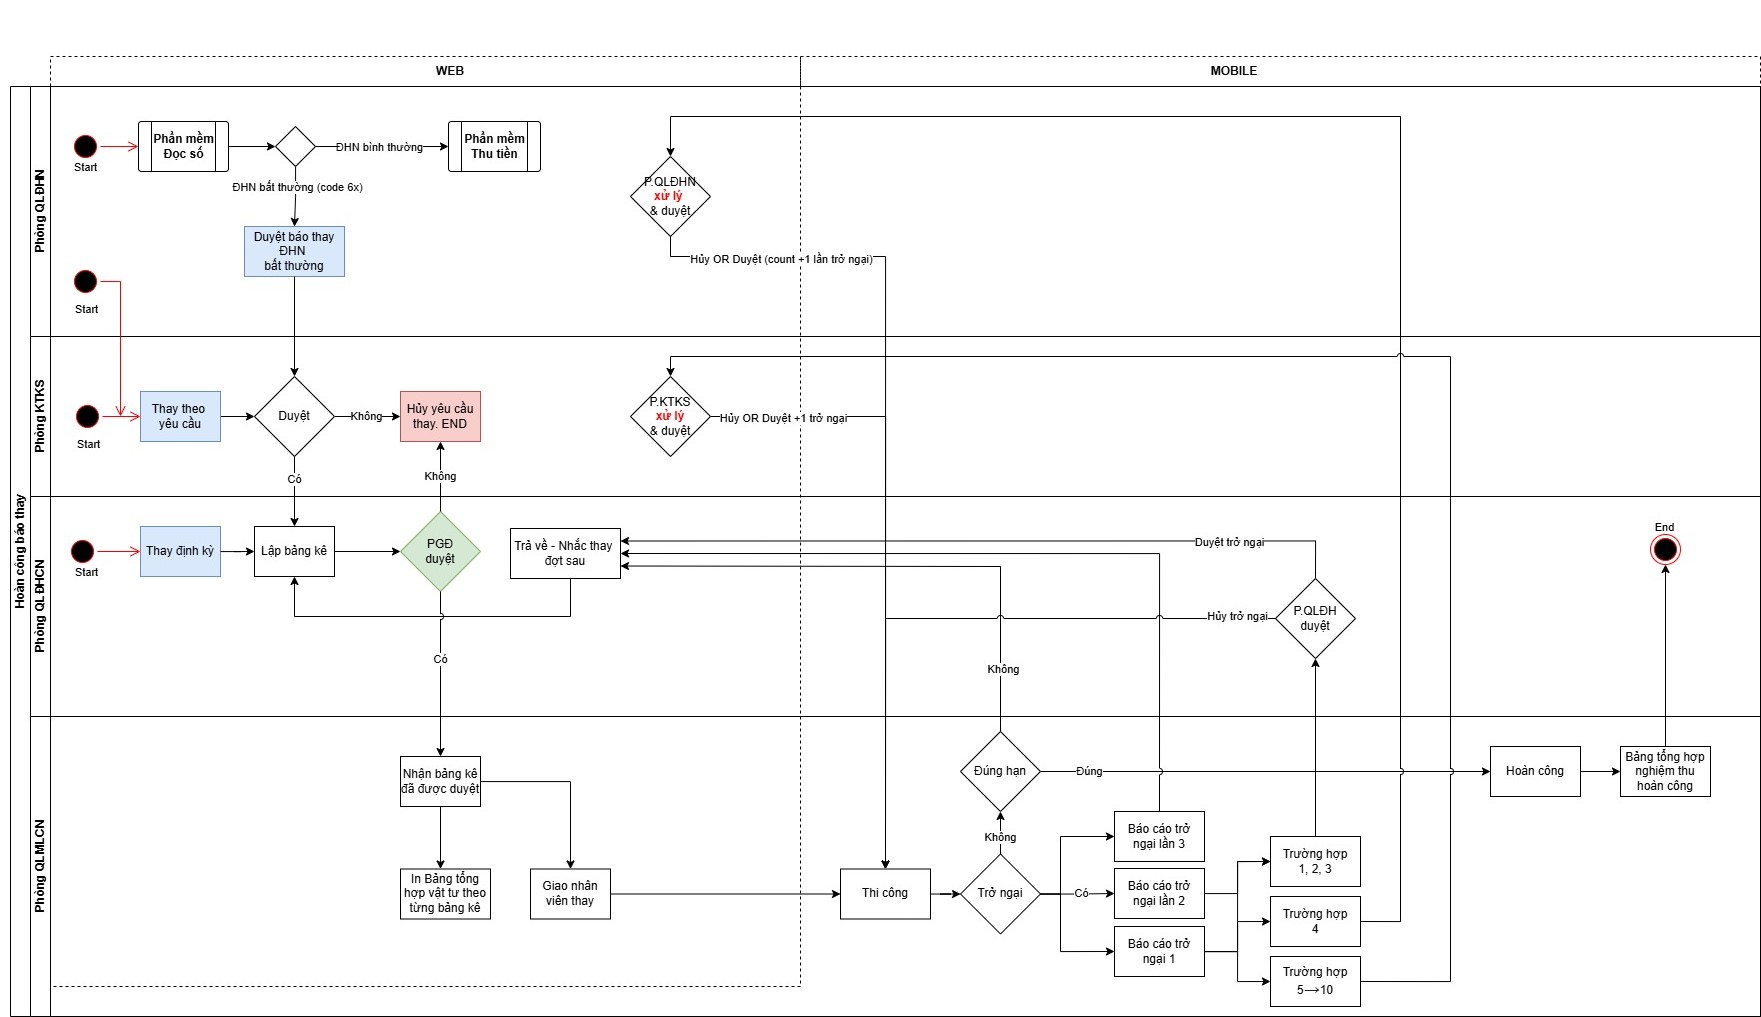 WEB
MOBILE
Hoàn công báo thay
Phòng QLĐHN
Start
Phần mềm
Đọc số
ĐHN bình thường
Phần mềm
Thu tiền
ĐHN bất thường (code 6x)
Duyệt báo thay
ĐHN
bất thường
Start
P.QLĐHN
xử lý
& duyệt
Hủy OR Duyệt (count +1 lần trở ngại)
Phòng KTKS
Start
Thay theo
yêu cầu
Duyệt
Không
Hủy yêu cầu
thay. END
Có
Không
P.KTKS
xử lý
& duyệt
Hủy OR Duyệt +1 trở ngại
Phòng QLĐHCN
Start
Thay định kỳ
Lập bảng kê
PGĐ
duyệt
Trả về - Nhắc thay
đợt sau
Có
Duyệt trở ngại
Hủy trở ngại
P.QLĐH
duyệt
Không
End
Phòng QLMLCN
Nhận bảng kê
đã được duyệt
In Bảng tổng
hợp vật tư theo
từng bảng kê
Giao nhân
viên thay
Thi công
Trở ngại
Không
Đúng hạn
Đúng
Có
Báo cáo trở
ngại lần 3
Báo cáo trở
ngại lần 2
Báo cáo trở
ngại 1
Trường hợp
1, 2, 3
Trường hợp
4
Trường hợp
5⟶10
Hoàn công
Bảng tổng hợp
nghiệm thu
hoàn công